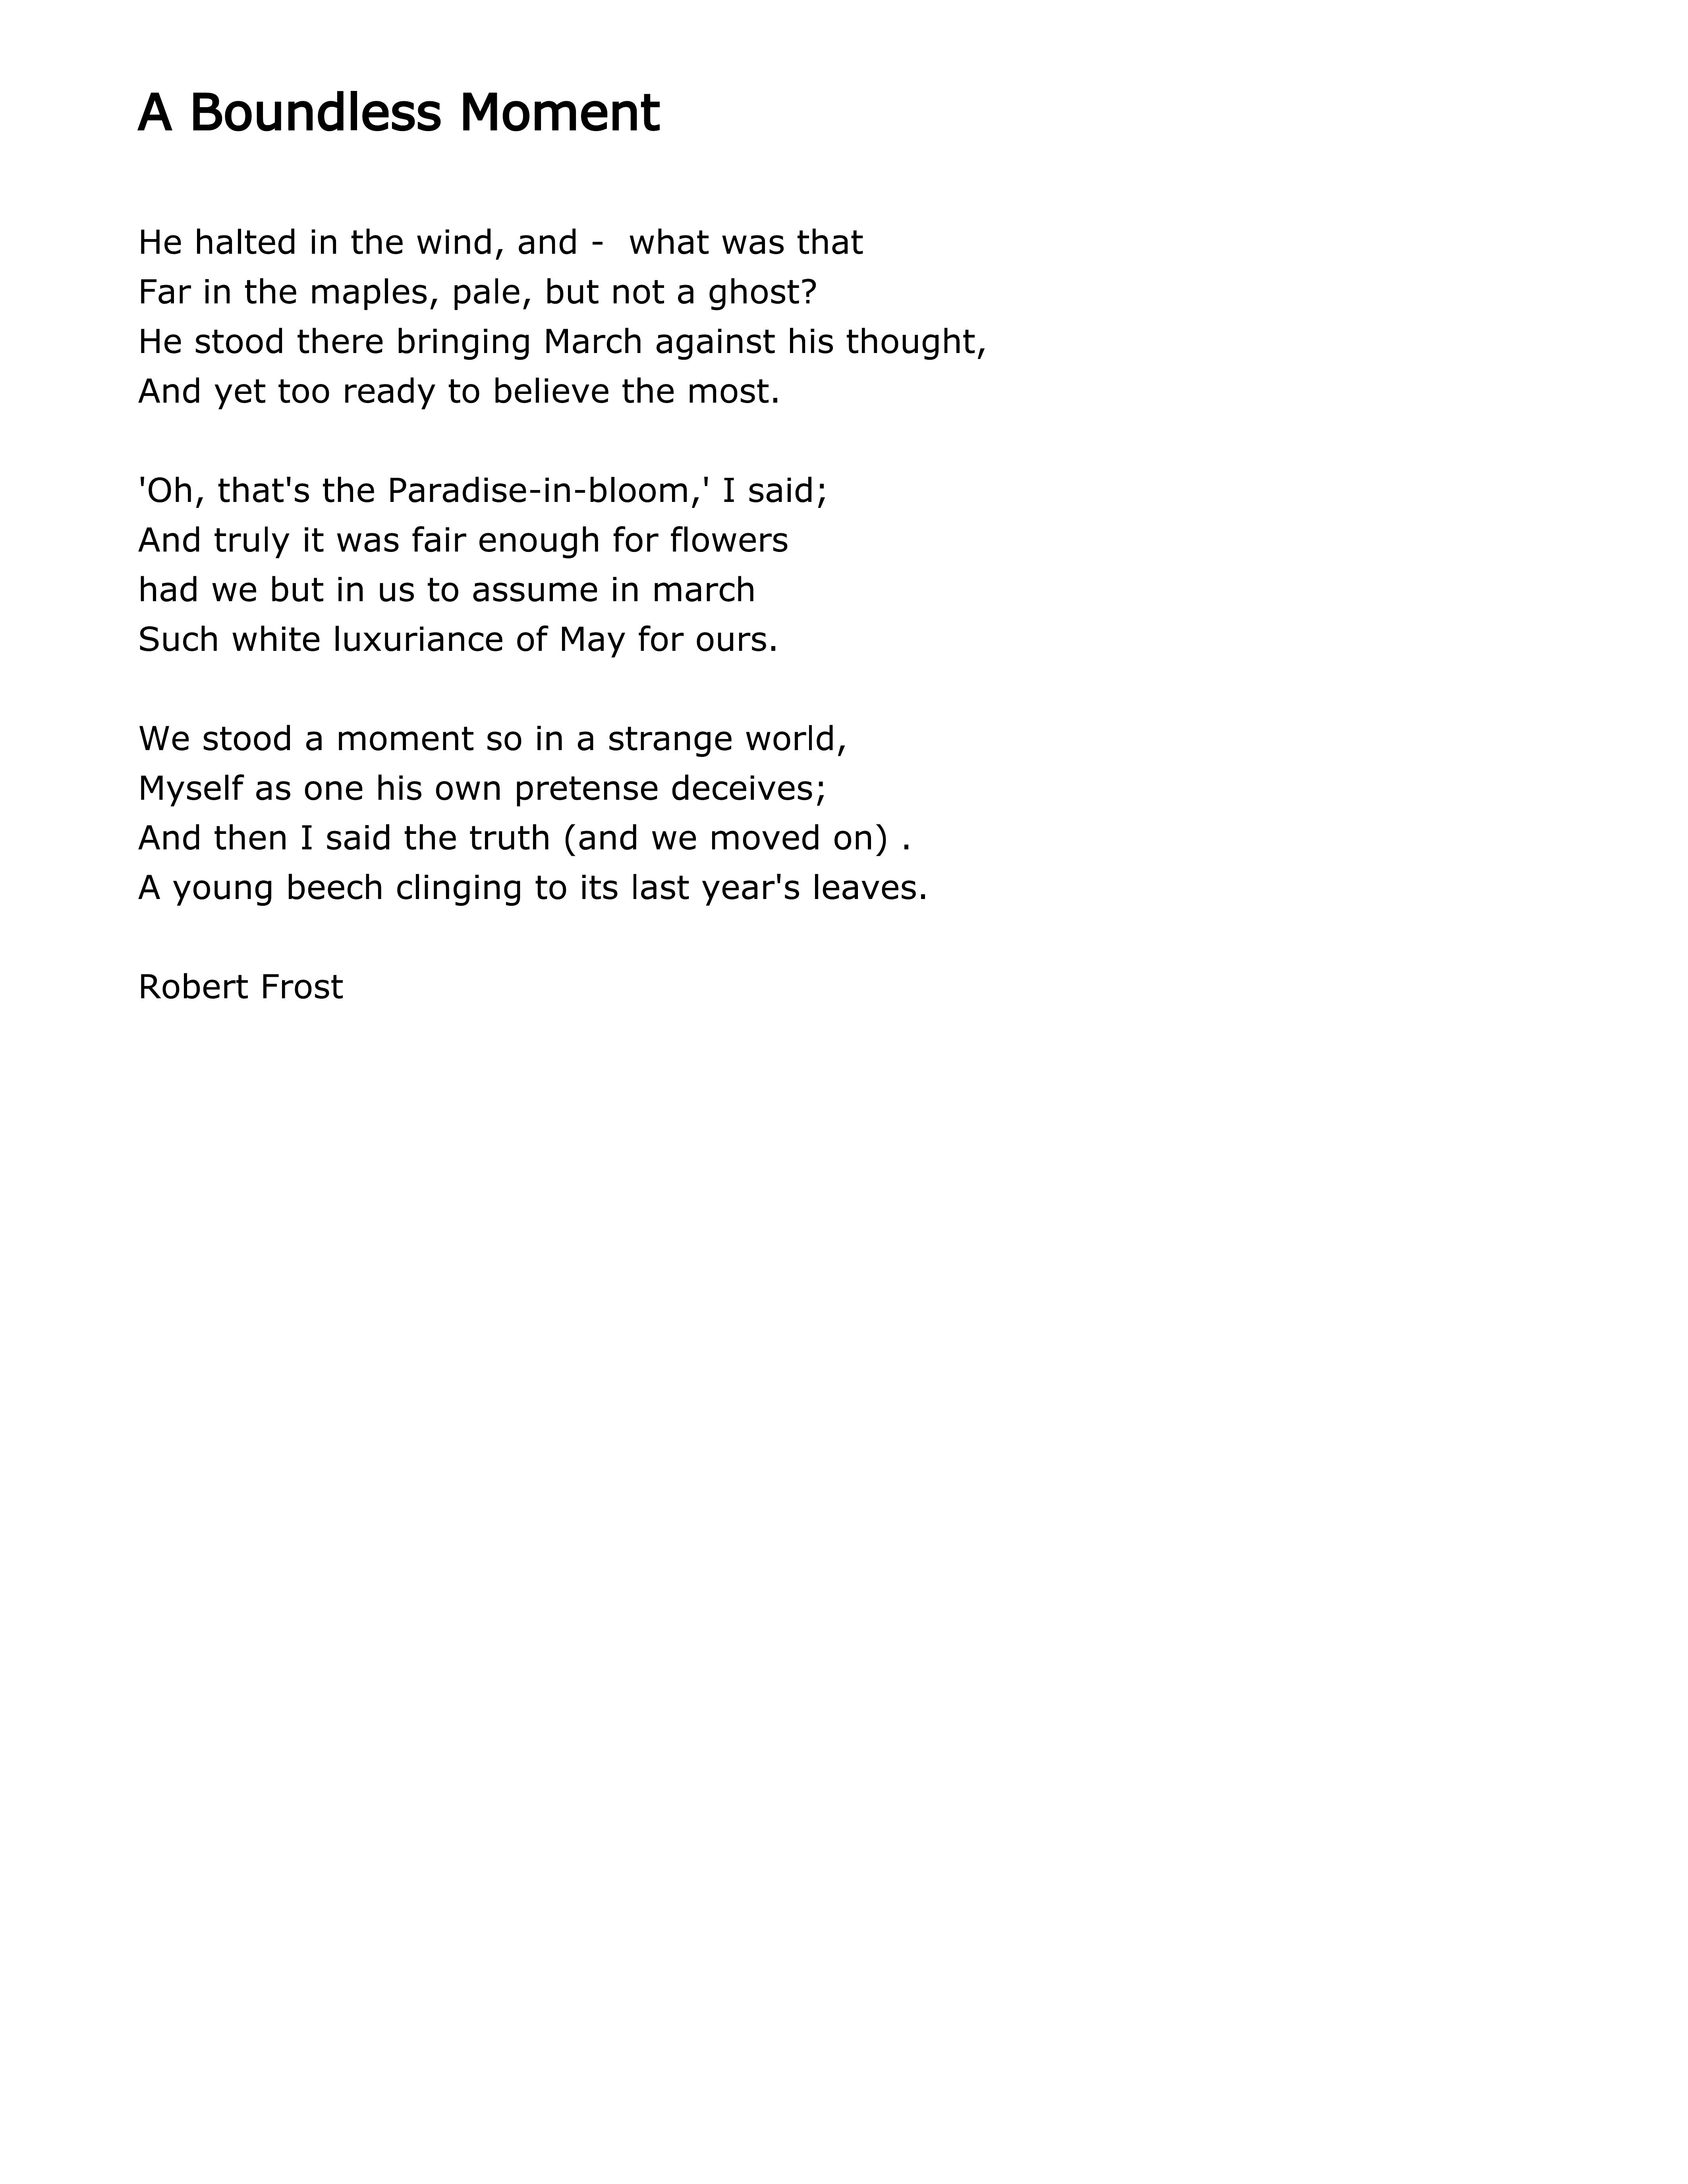 A Boundless Moment
He halted in the wind, and -  what was that
Far in the maples, pale, but not a ghost?
He stood there bringing March against his thought,
And yet too ready to believe the most.
'Oh, that's the Paradise-in-bloom,' I said;
And truly it was fair enough for flowers
had we but in us to assume in march
Such white luxuriance of May for ours.
We stood a moment so in a strange world,
Myself as one his own pretense deceives;
And then I said the truth (and we moved on) .
A young beech clinging to its last year's leaves.
Robert Frost